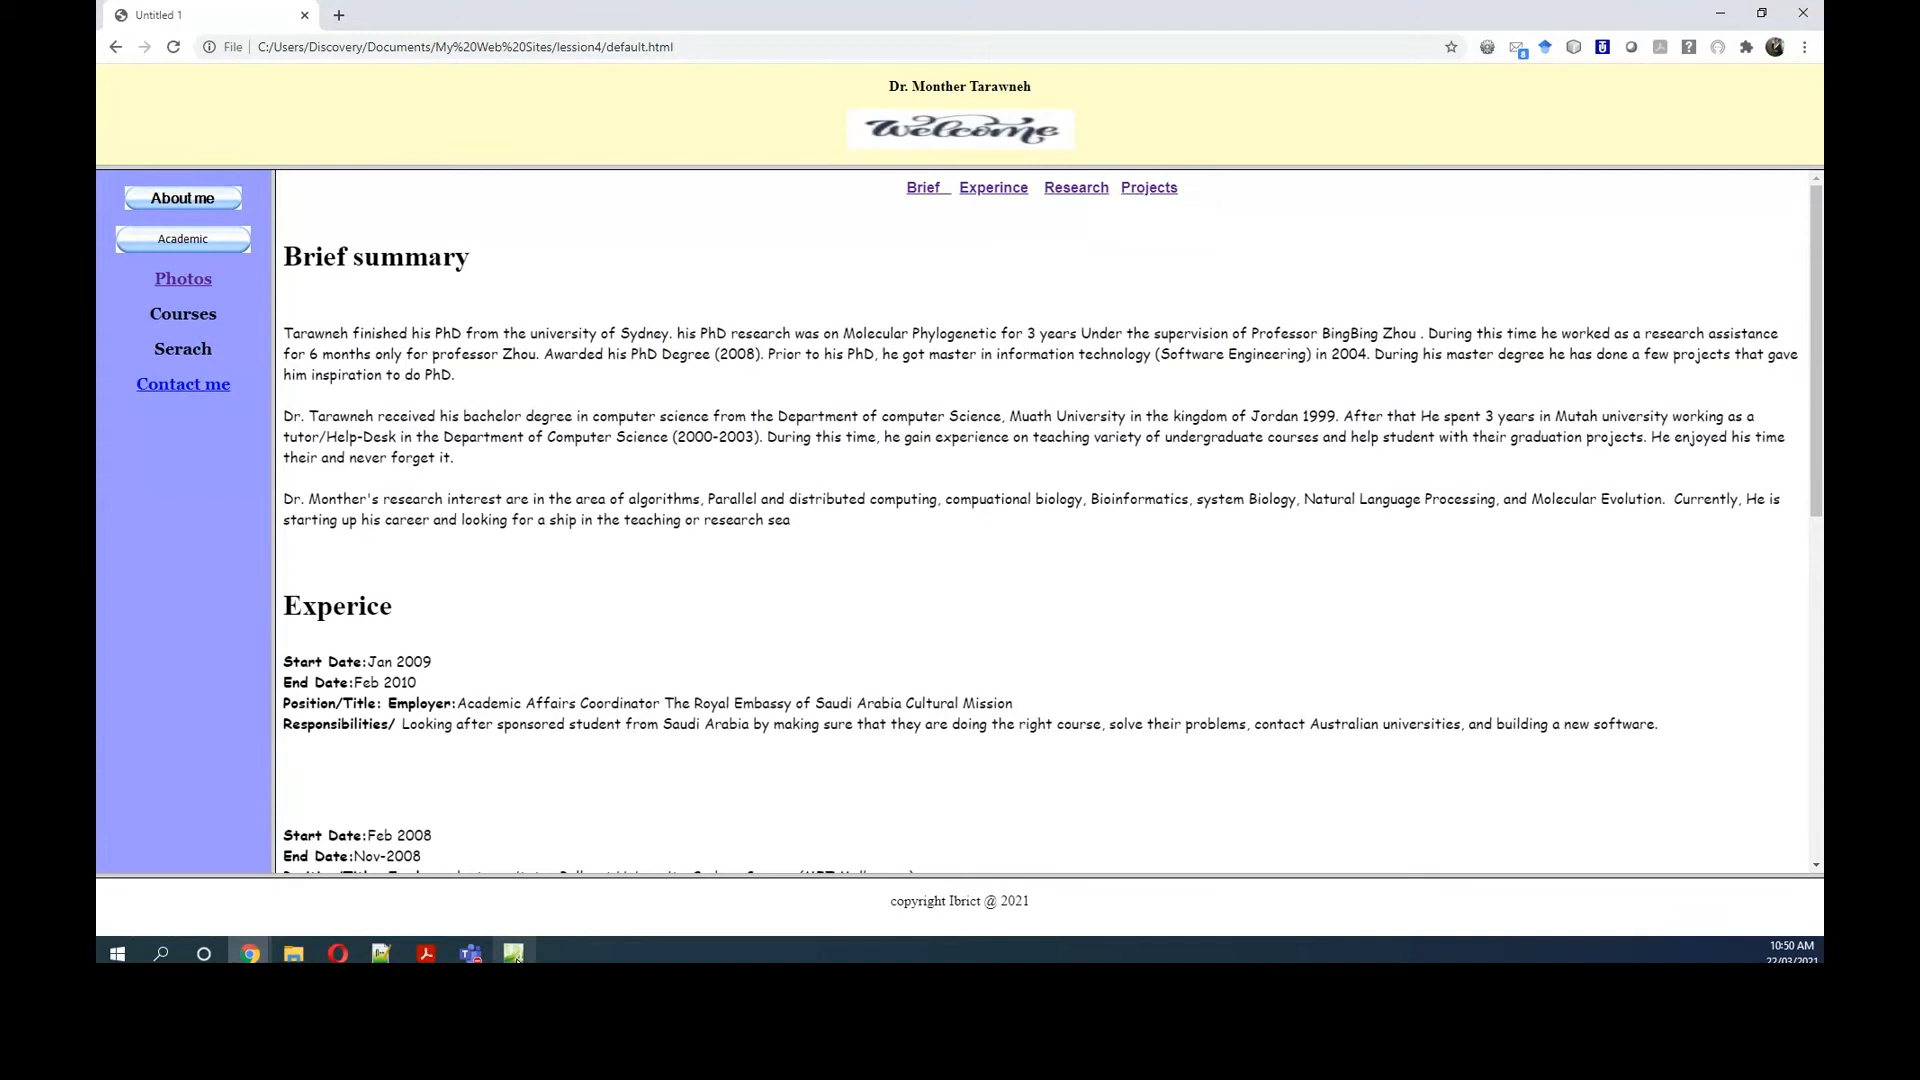 Untitled 1
File C:/Users/Discovery/Documents/My%20Web%20Sites/lession4/default.html
8
Dr. Monther Tarawneh
Welcome
About me
Academic
Photos
Courses
Serach
Contact me
Brief Experince Research Projects
Brief summary
Tarawneh finished his PhD from the university of Sydney. his PhD research was on Molecular Phylogenetic for 3 years Under the supervision of Professor BingBing Zhou . During this time he worked as a research assistance
for 6 months only for professor Zhou. Awarded his PhD Degree (2008). Prior to his PhD, he got master in information technology (Software Engineering) in 2004. During his master degree he has done a few projects that gave
him inspiration to do PhD.
Dr. Tarawneh received his bachelor degree in computer science from the Department of computer Science, Muath University in the kingdom of Jordan 1999. After that He spent 3 years in Mutah university working as a
tutor/Help-Desk in the Department of Computer Science (2000-2003). During this time, he gain experience on teaching variety of undergraduate courses and help student with their graduation projects. He enjoyed his time
their and never forget it.
Dr. Monther's research interest are in the area of algorithms, Parallel and distributed computing, compuational biology, Bioinformatics, system Biology, Natural Language Processing, and Molecular Evolution. Currently, He is
starting up his career and looking for a ship in the teaching or research sea
Experice
Start Date:Jan 2009
End Date:Feb 2010
Position/Title: Employer:Academic Affairs Coordinator The Royal Embassy of Saudi Arabia Cultural Mission
Responsibilities/ Looking after sponsored student from Saudi Arabia by making sure that they are doing the right course, solve their problems, contact Australian universities, and building a new software.
Start Date:Feb 2008
End Date:Nov-2008
copyright Ibrict @ 2021
10:50 AM
22/03/2021